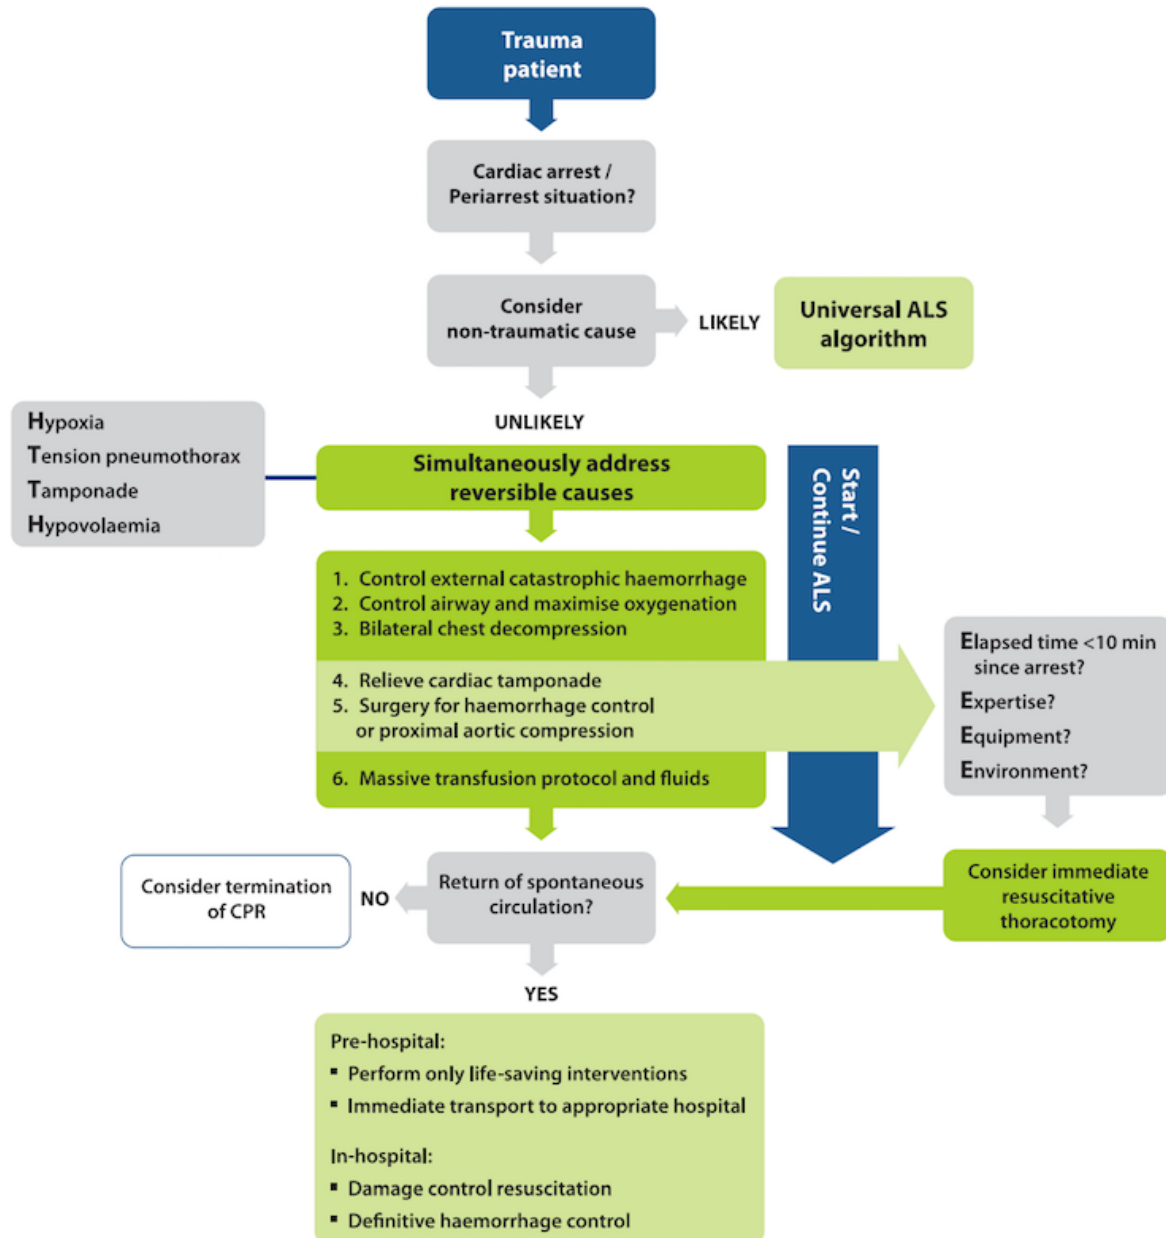 Trauma
patient
Cardiac arrest /
Periarrest situation?
Consider
non-traumatic cause
LIKELY
Universal ALS
algorithm
UNLIKELY
Hypoxia
Tension pneumothorax
Tamponade
Hypovolaemia
Simultaneously address
reversible causes
Start /
Continue ALS
1. Control external catastrophic haemorrhage
2. Control airway and maximise oxygenation
3. Bilateral chest decompression
4. Relieve cardiac tamponade
5. Surgery for haemorrhage control
or proximal aortic compression
6. Massive transfusion protocol and fluids
Elapsed time <10 min
since arrest?
Expertise?
Equipment?
Environment?
Consider immediate
resuscitative
thoracotomy
Return of spontaneous
circulation?
NO
Consider termination
of CPR
YES
Pre-hospital:
▪ Perform only life-saving interventions
▪ Immediate transport to appropriate hospital
In-hospital:
▪ Damage control resuscitation
▪ Definitive haemorrhage control